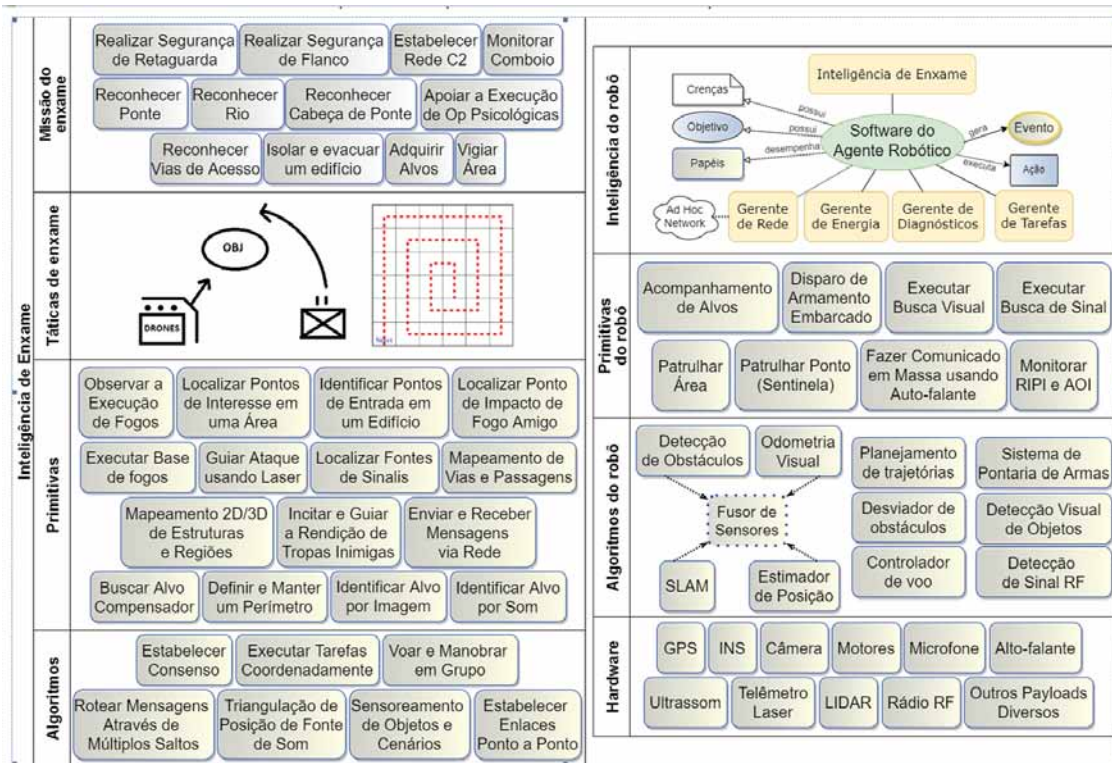 Inteligência de Enxame
Missão do
enxame
Realizar Segurança
de Retaguarda
Realizar Segurança
de Flanco
Estabelecer
Rede C2
Monitorar
Comboio
Reconhecer
Ponte
Reconhecer
Rio
Reconhecer
Cabeça de Ponte
Apoiar a Execução
de Op Psicológicas
Reconhecer
Vias de Acesso
Isolar e evacuar
um edifício
Adquirir
Alvos
Vigiar
Área
Táticas de enxame
OBJ
DRONES
Primitivas
Observar a
Execução
de Fogos
Localizar Pontos
de Interesse em
uma Área
Identificar Pontos
de Entrada em
um Edifício
Localizar Ponto
de Impacto de
Fogo Amigo
Executar Base
de fogos
Guiar Ataque
usando Laser
Localizar Fontes
de Sinalis
Mapeamento de
Vias e Passagens
Mapeamento 2D/3D
de Estruturas
e Regiões
Incitar e Guiar
a Rendição de
Tropas Inimigas
Enviar e Receber
Mensagens
via Rede
Buscar Alvo
Compensador
Definir e Manter
um Perímetro
Identificar Alvo
por Imagem
Identificar Alvo
por Som
Algoritmos
Estabelecer
Consenso
Executar Tarefas
Coordenadamente
Voar e Manobrar
em Grupo
Rotear Mensagens
Através de
Múltiplos Saltos
Triangulação de
Posição de Fonte
de Som
Sensoreamento
de Objetos e
Cenários
Estabelecer
Enlaces
Ponto a Ponto
Inteligência do robô
Inteligência de Enxame
Crenças
possui
Objetivo
possui
Papéis
desempenha
Software do
Agente Robótico
gera
Evento
executa
Ação
Ad Hoc
Network
Gerente
de Rede
Gerente
de Energia
Gerente de
Diagnósticos
Gerente
de Tarefas
Primitivas
do robô
Acompanhamento
de Alvos
Disparo de
Armamento
Embarcado
Executar
Busca Visual
Executar
Busca de Sinal
Patrulhar
Área
Patrulhar Ponto
(Sentinela)
Fazer Comunicado
em Massa usando
Auto-falante
Monitorar
RIPI e AOI
Algoritmos do robô
Detecção
de Obstáculos
Odometria
Visual
Fusor de
Sensores
SLAM
Estimador
de Posição
Planejamento
de trajetórias
Sistema de
Pontaria de Armas
Desviador de
obstáculos
Detecção Visual
de Objetos
Controlador
de voo
Detecção
de Sinal RF
Hardware
GPS
INS
Câmera
Motores
Microfone
Alto-falante
Ultrassom
Telêmetro
Laser
LIDAR
Rádio RF
Outros Payloads
Diversos